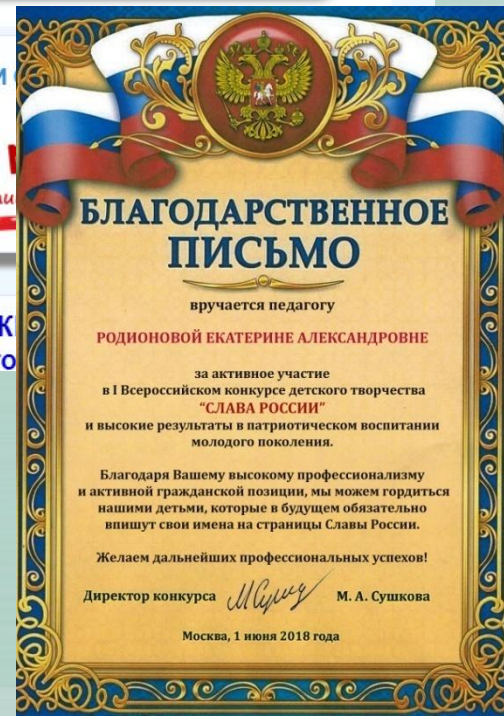 БЛАГОДАРСТВЕННОЕ
ПИСЬМО
вручается педагогу
РОДИОНОВОЙ ЕКАТЕРИНЕ АЛЕКСАНДРОВНЕ
за активное участие
в I Всероссийском конкурсе детского творчества
"СЛАВА РОССИИ"
и высокие результаты в патриотическом воспитании
молодого поколения.
Благодаря Вашему высокому профессионализму
и активной гражданской позиции, мы можем гордиться
нашими детьми, которые в будущем обязательно
впишут свои имена на страницы Славы России.
Желаем дальнейших профессиональных успехов!
Директор конкурса М. А. Сушкова
Москва, 1 июня 2018 года